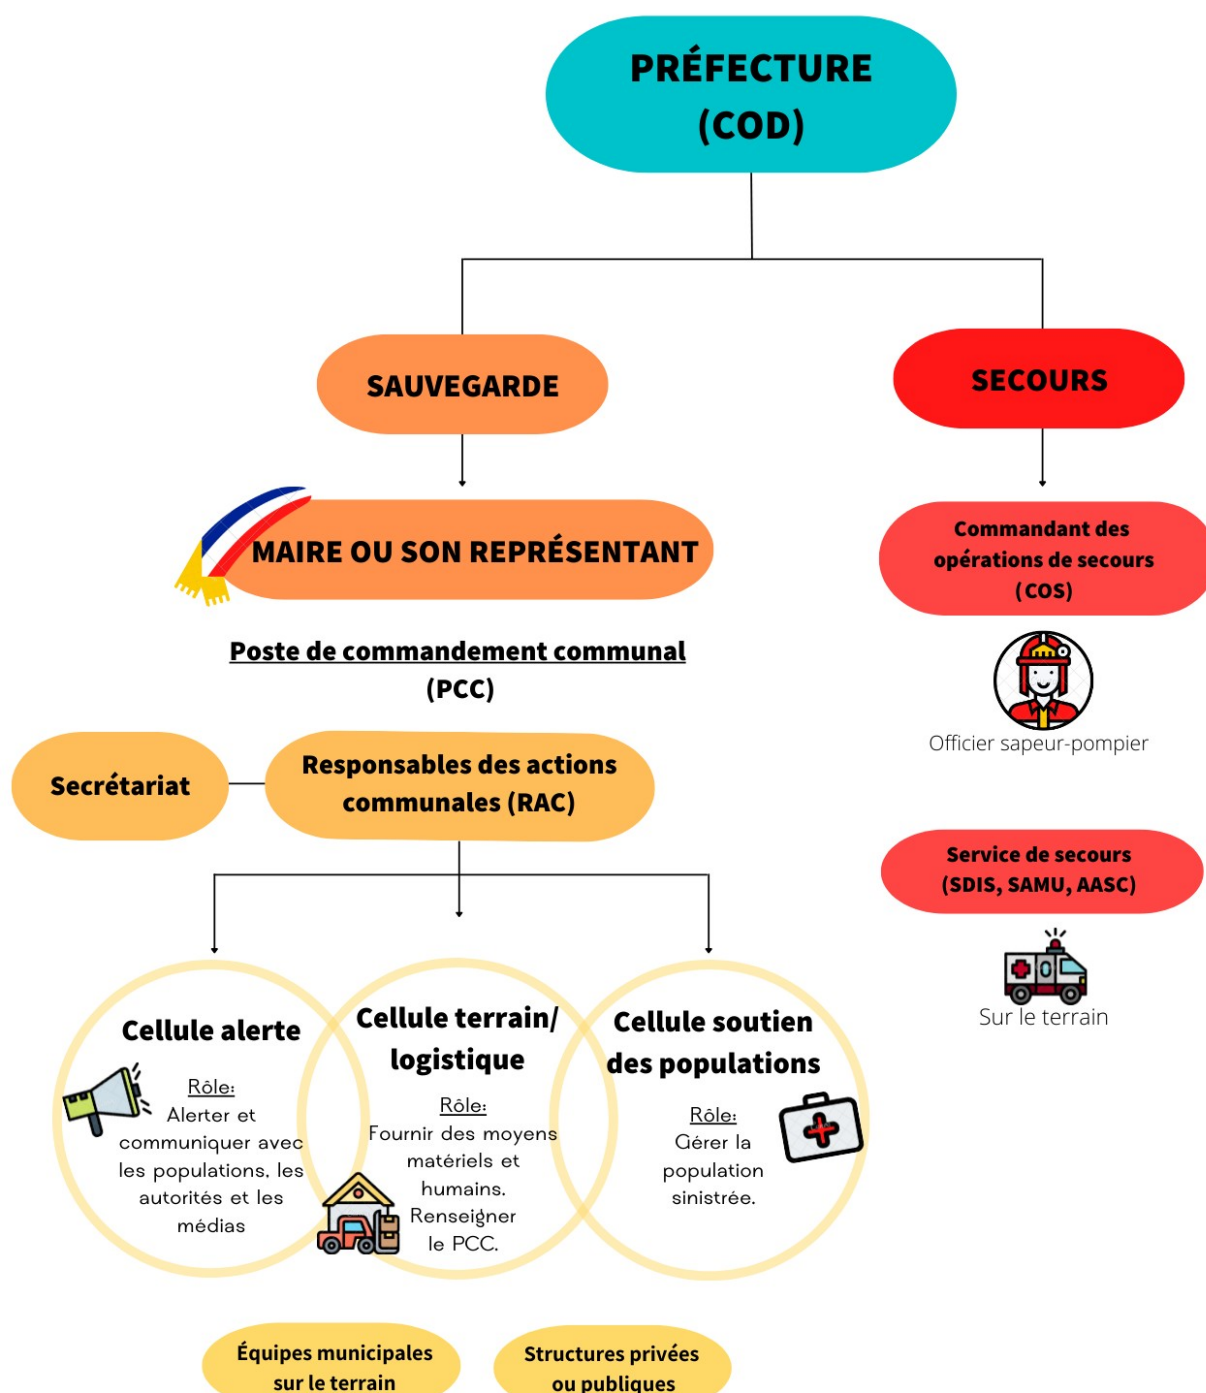 PRÉFECTURE
(COD)
SAUVEGARDE
SECOURS
MAIRE OU SON REPRÉSENTANT
Commandant des
opérations de secours
(COS)
Officier sapeur-pompier
Poste de commandement communal
(PCC)
Secrétariat
Responsables des actions
communales (RAC)
Service de secours
(SDIS, SAMU, AASC)
Sur le terrain
Cellule alerte
Rôle:
Alerter et
communiquer avec
les populations, les
autorités et les
médias
Cellule terrain/
logistique
Rôle:
Fournir des moyens
matériels et
humains.
Renseigner
le PCC.
Cellule soutien
des populations
Rôle:
Gérer la
population
sinistrée.
Équipes municipales
sur le terrain
Structures privées
ou publiques